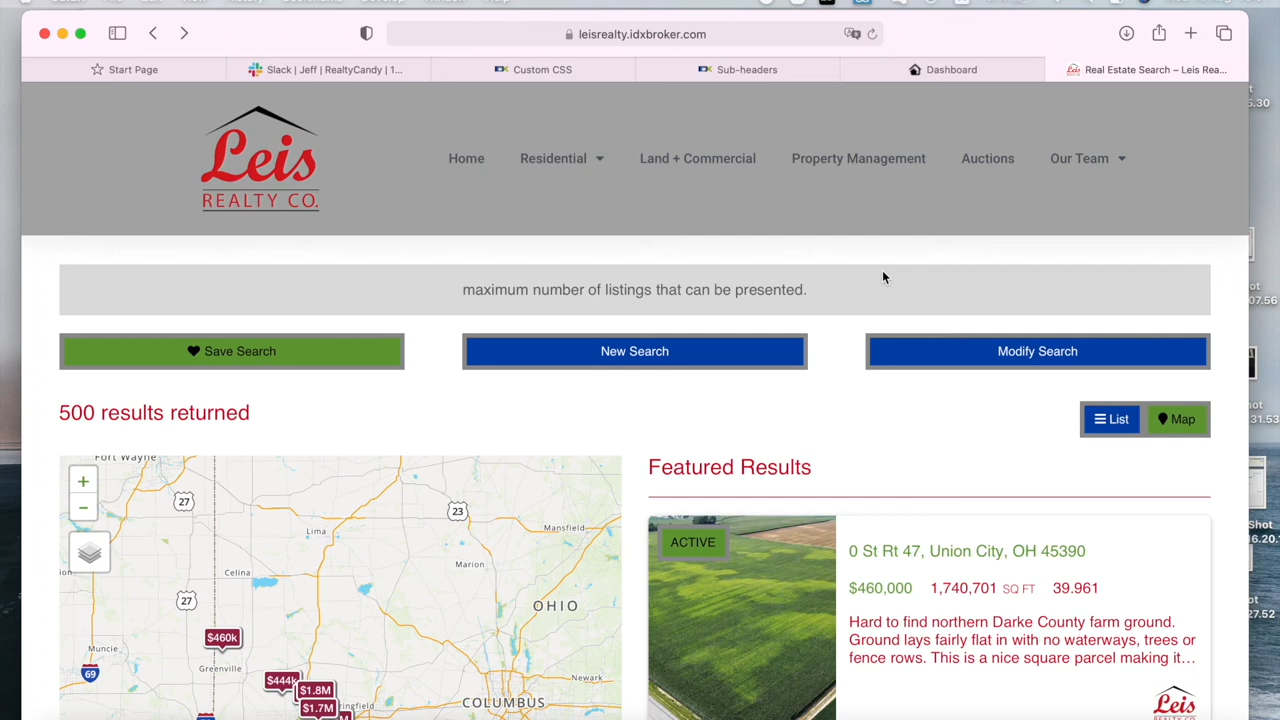 leisrealty.idxbroker.com
Start Page
Slack | Jeff | RealtyCandy | 1...
Custom CSS
Sub-headers
Dashboard
Real Estate Search – Leis Rea...
Leis
REALTY CO.
Home
Residential
Land + Commercial
Property Management
Auctions
Our Team
maximum number of listings that can be presented.
Save Search
New Search
Modify Search
500 results returned
List
Map
Featured Results
+
−
Fort Wayne
27
23
Lima
Mansfield
Marion
Celina
27
OHIO
$460k
Muncie
Greenville
69
Newark
$444k
$1.8M
$1.7M
COLUMBUS
ACTIVE
0 St Rt 47, Union City, OH 45390
$460,000 1,740,701 SQ FT 39.961
Hard to find northern Darke County farm ground.
Ground lays fairly flat in with no waterways, trees or
fence rows. This is a nice square parcel making it...
Leis